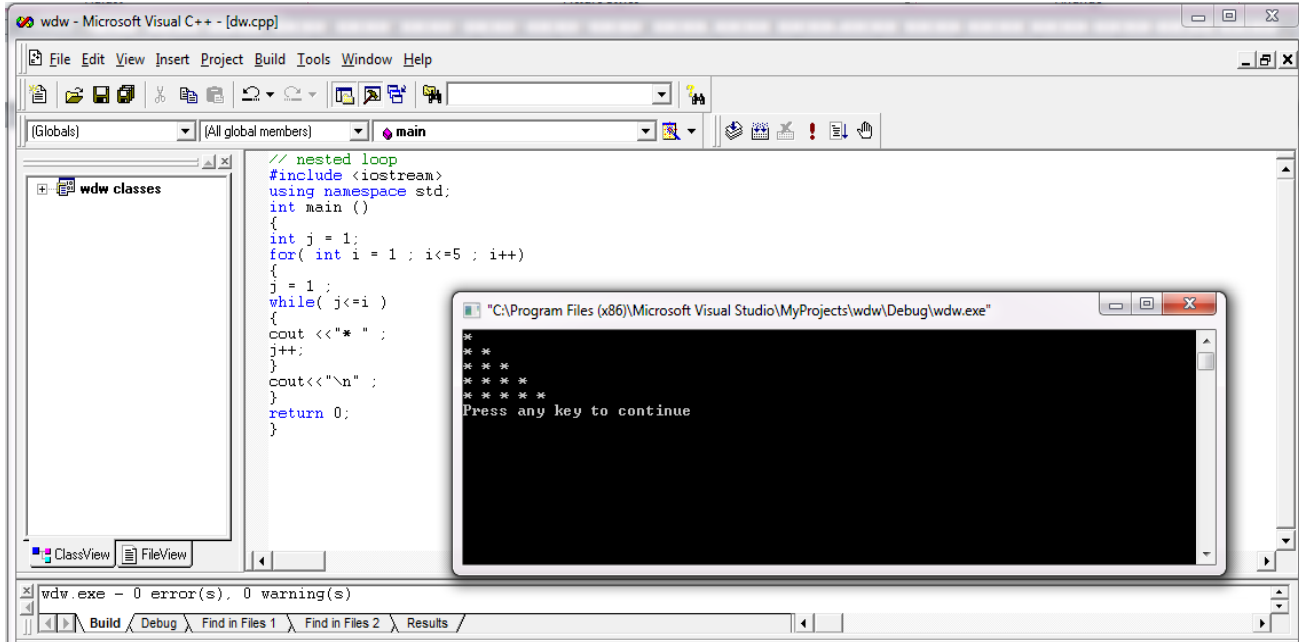 wdw - Microsoft Visual C++ - [dw.cpp]
File Edit View Insert Project Build Tools Window Help
(Globals) (All global members) main
wdw classes
// nested loop
#include <iostream>
using namespace std;
int main ()
{
int j = 1;
for( int i = 1 ; i<=5 ; i++)
{
j = 1 ;
while( j<=i )
{
cout <<"* " ;
j++;
}
cout<<"\n" ;
}
return 0;
}
"C:\Program Files (x86)\Microsoft Visual Studio\MyProjects\wdw\Debug\wdw.exe"
*
* *
* * *
* * * *
* * * * *
Press any key to continue
ClassView FileView
wdw.exe - 0 error(s), 0 warning(s)
Build Debug Find in Files 1 Find in Files 2 Results